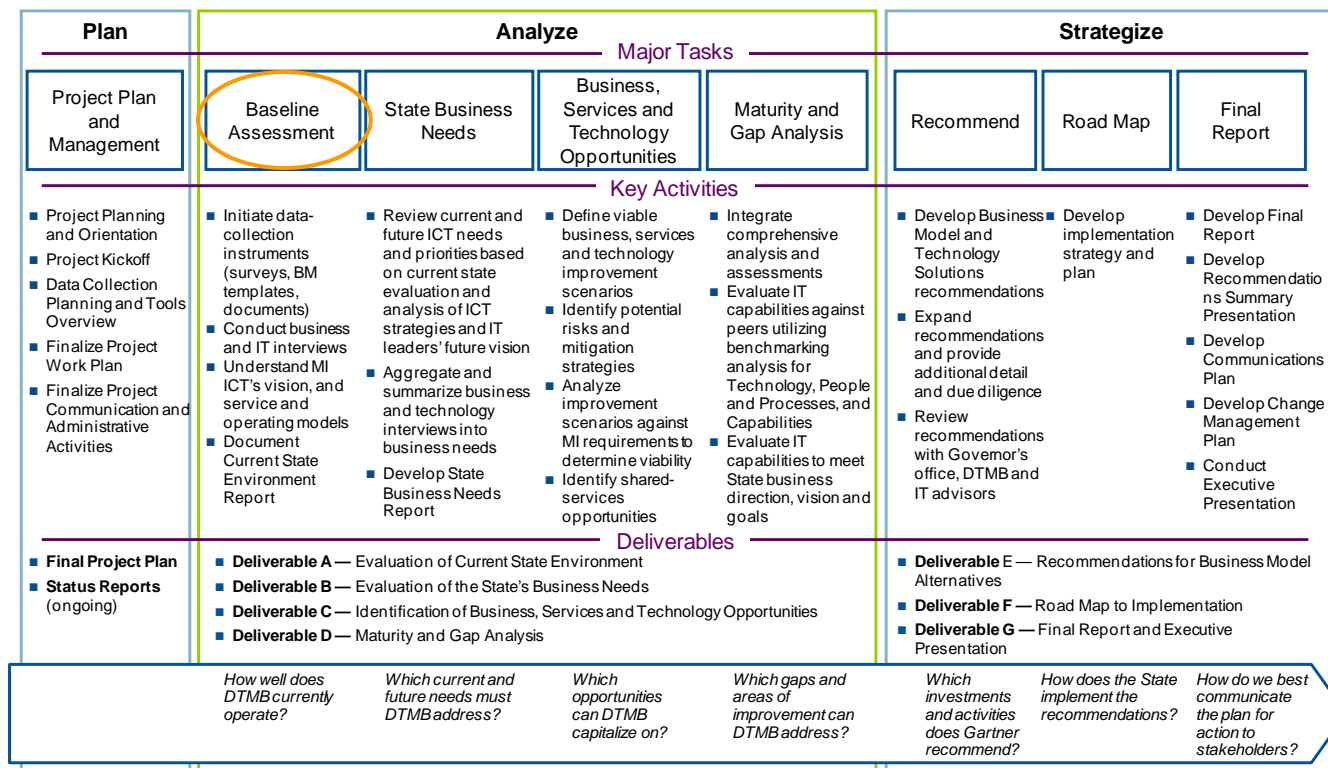 Plan
Analyze
Strategize
Major Tasks
Project Plan
and
Management
Baseline
Assessment
State Business
Needs
Business,
Services and
Technology
Opportunities
Maturity and
Gap Analysis
Recommend
Road Map
Final
Report
Key Activities
■ Project Planning
and Orientation
■ Project Kickoff
■ Data Collection
Planning and Tools
Overview
■ Finalize Project
Work Plan
■ Finalize Project
Communication and
Administrative
Activities
■ Initiate data-
collection
instruments
(surveys, BM
templates,
documents)
■ Conduct business
and IT interviews
■ Understand MI
ICT's vision, and
service and
operating models
■ Document
Current State
Environment
Report
■ Review current and
future ICT needs
and priorities based
on current state
evaluation and
analysis of ICT
strategies and IT
leaders' future vision
■ Aggregate and
summarize business
and technology
interviews into
business needs
■ Develop State
Business Needs
Report
■ Define viable
business, services
and technology
improvement
scenarios
■ Identify potential
risks and
mitigation
strategies
■ Analyze
improvement
scenarios against
MI requirements to
determine viability
■ Identify shared-
services
opportunities
■ Integrate
comprehensive
analysis and
assessments
■ Evaluate IT
capabilities against
peers utilizing
benchmarking
analysis for
Technology, People
and Processes, and
Capabilities
■ Evaluate IT
capabilities to meet
State business
direction, vision and
goals
■ Develop Business
Model and
Technology
Solutions
recommendations
■ Expand
recommendations
and provide
additional detail
and due diligence
■ Review
recommendations
with Governor's
office, DTMB and
IT advisors
■ Develop
implementation
strategy and
plan
■ Develop Final
Report
■ Develop
Recommendatio
ns Summary
Presentation
■ Develop
Communications
Plan
■ Develop Change
Management
Plan
■ Conduct
Executive
Presentation
Deliverables
■ Final Project Plan
■ Status Reports
(ongoing)
■ Deliverable A — Evaluation of Current State Environment
■ Deliverable B — Evaluation of the State's Business Needs
■ Deliverable C — Identification of Business, Services and Technology Opportunities
■ Deliverable D — Maturity and Gap Analysis
■ Deliverable E — Recommendations for Business Model
Alternatives
■ Deliverable F — Road Map to Implementation
■ Deliverable G — Final Report and Executive
Presentation
How well does
DTMB currently
operate?
Which current and
future needs must
DTMB address?
Which
opportunities
can DTMB
capitalize on?
Which gaps and
areas of
improvement can
DTMB address?
Which
investments
and activities
does Gartner
recommend?
How does the State
implement the
recommendations?
How do we best
communicate
the plan for
action to
stakeholders?